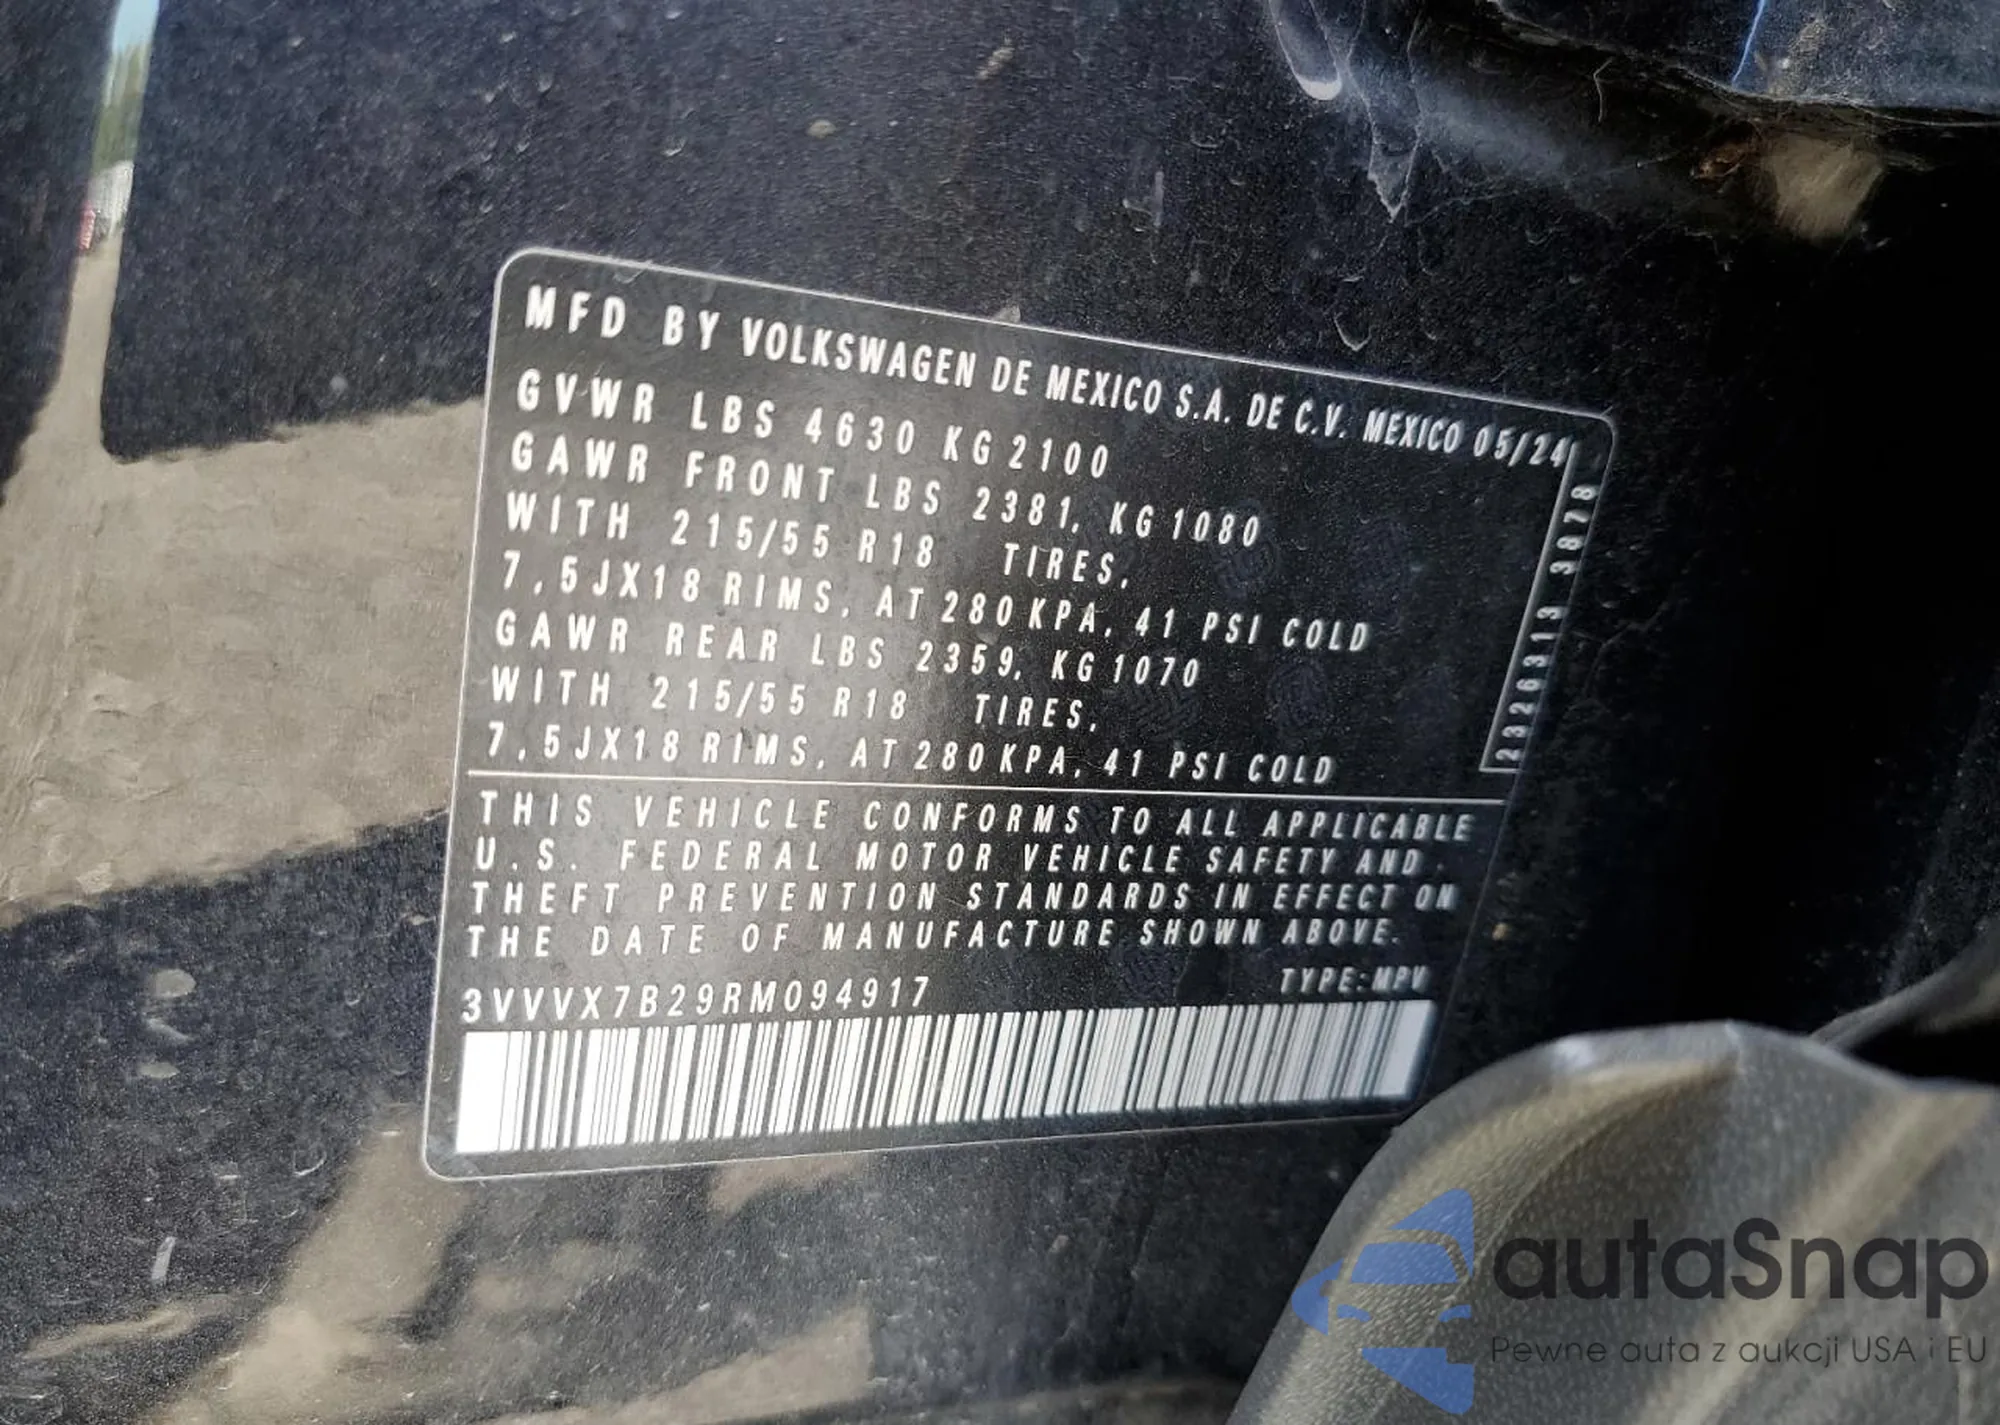 MFD BY VOLKSWAGEN DE MEXICO S.A. DE C.V. MEXICO 05/24
GVWR LBS 4630 KG 2100
GAWR FRONT LBS 2381, KG 1080
WITH 215/55 R18 TIRES,
7,5JX18 RIMS, AT 280 KPA, 41 PSI COLD
GAWR REAR LBS 2359, KG 1070
WITH 215/55 R18 TIRES,
7,5JX18 RIMS, AT 280 KPA, 41 PSI COLD
2326313 3878
THIS VEHICLE CONFORMS TO ALL APPLICABLE
U.S. FEDERAL MOTOR VEHICLE SAFETY AND
THEFT PREVENTION STANDARDS IN EFFECT ON
THE DATE OF MANUFACTURE SHOWN ABOVE.
3VVVX7B29RM094917 TYPE:MPV
autaSnap
Pewne auta z aukcji USA i EU